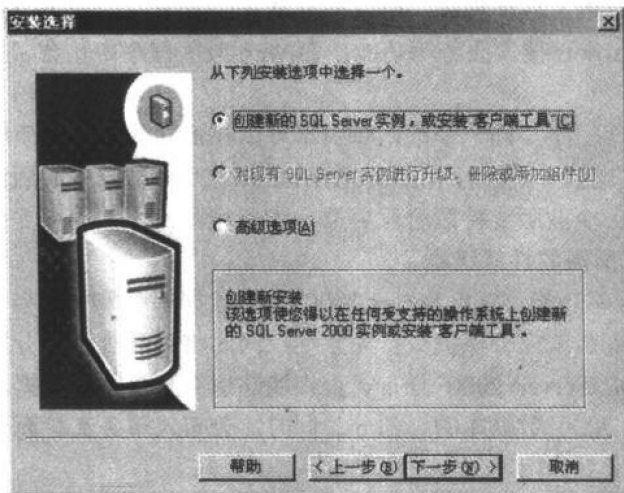 安装选择
从下列安装选项中选择一个。
创建新的 SQL Server 实例，或安装"客户端工具"(C)
对现有 SQL Server 实例进行升级、删除或添加组件(U)
高级选项(A)
创建新安装
该选项使您得以在任何受支持的操作系统上创建新
的 SQL Server 2000 实例或安装"客户端工具"。
帮助
< 上一步(B)
下一步(N) >
取消